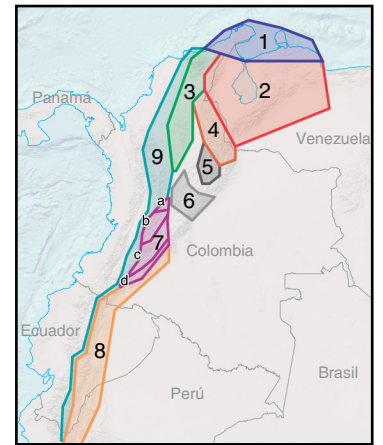 1
Panamá
3
2
4
Venezuela
9
5
a
6
b
7
c
Colombia
d
Ecuador
8
Perú
Brasil